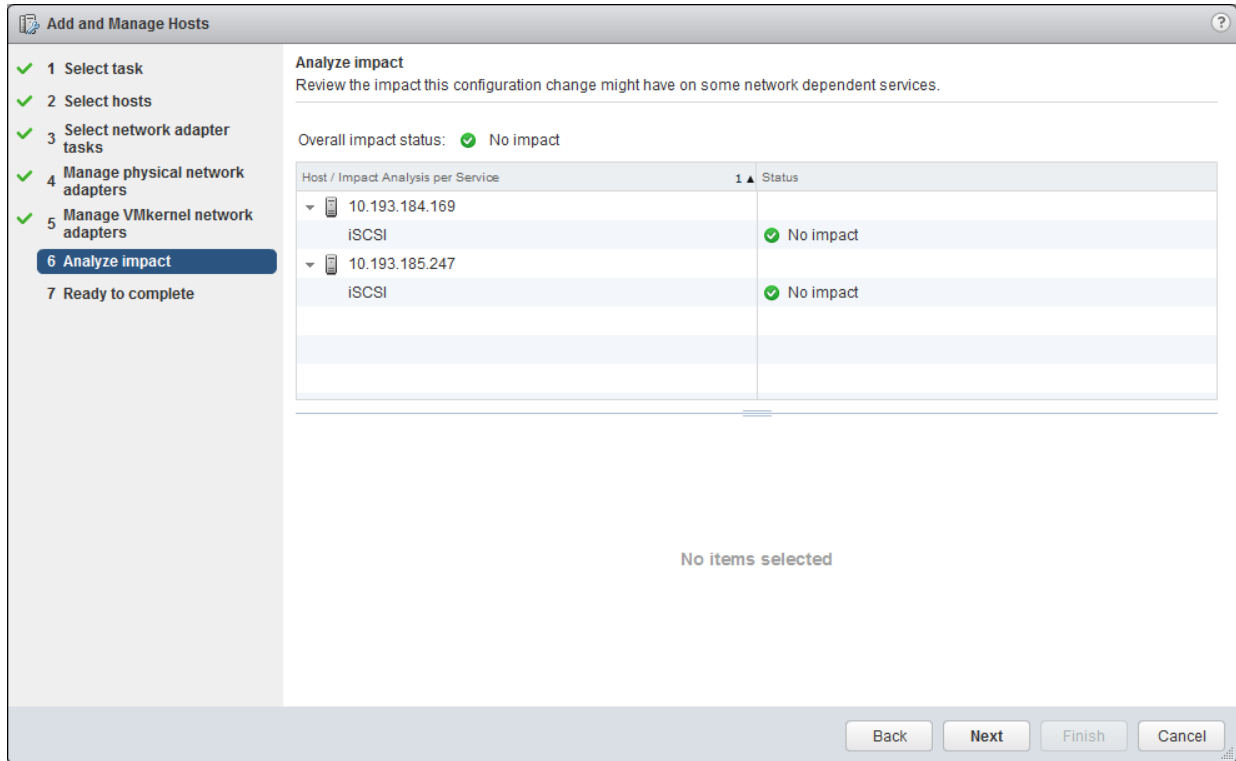 Add and Manage Hosts
?
1 Select task
2 Select hosts
3 Select network adapter
tasks
4 Manage physical network
adapters
5 Manage VMkernel network
adapters
6 Analyze impact
7 Ready to complete
Analyze impact
Review the impact this configuration change might have on some network dependent services.
Overall impact status: No impact
Host / Impact Analysis per Service 1 ▲ Status
10.193.184.169
iSCSI No impact
10.193.185.247
iSCSI No impact
No items selected
Back Next Finish Cancel